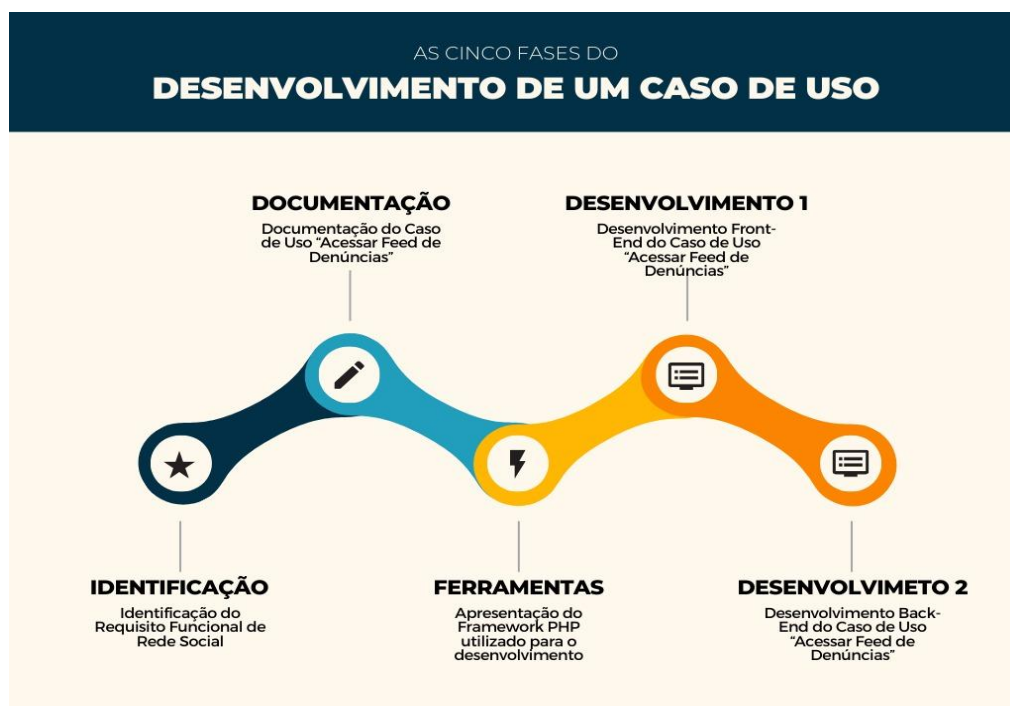 AS CINCO FASES DO
DESENVOLVIMENTO DE UM CASO DE USO
DOCUMENTAÇÃO
Documentação do Caso
de Uso “Acessar Feed de
Denúncias”
DESENVOLVIMENTO 1
Desenvolvimento Front-
End do Caso de Uso
“Acessar Feed de
Denúncias”
IDENTIFICAÇÃO
Identificação do
Requisito Funcional de
Rede Social
FERRAMENTAS
Apresentação do
Framework PHP
utilizado para o
desenvolvimento
DESENVOLVIMETO 2
Desenvolvimento Back-
End do Caso de Uso
“Acessar Feed de
Denúncias”